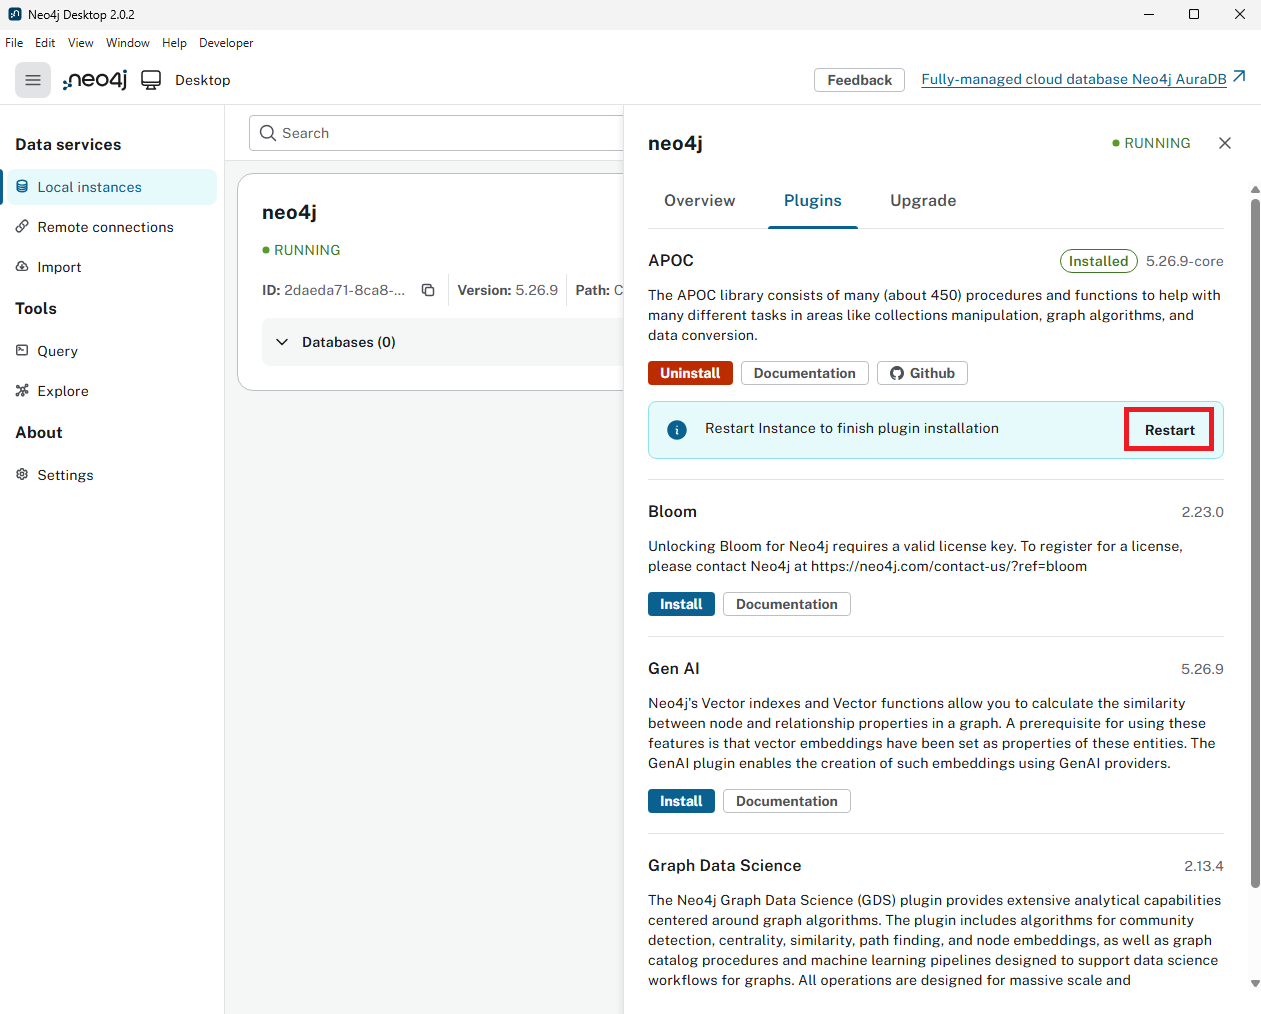 Neo4j Desktop 2.0.2
File Edit View Window Help Developer
neo4j Desktop
Feedback
Fully-managed cloud database Neo4j AuraDB
Data services
Local instances
Remote connections
Import
Tools
Query
Explore
About
Settings
Search
neo4j
RUNNING
ID: 2daeda71-8ca8-...
Version: 5.26.9
Path: C
Databases (0)
neo4j
RUNNING
Overview Plugins Upgrade
APOC
Installed 5.26.9-core
The APOC library consists of many (about 450) procedures and functions to help with
many different tasks in areas like collections manipulation, graph algorithms, and
data conversion.
Uninstall Documentation Github
Restart Instance to finish plugin installation
Restart
Bloom
2.23.0
Unlocking Bloom for Neo4j requires a valid license key. To register for a license,
please contact Neo4j at https://neo4j.com/contact-us/?ref=bloom
Install Documentation
Gen AI
5.26.9
Neo4j's Vector indexes and Vector functions allow you to calculate the similarity
between node and relationship properties in a graph. A prerequisite for using these
features is that vector embeddings have been set as properties of these entities. The
GenAI plugin enables the creation of such embeddings using GenAI providers.
Install Documentation
Graph Data Science
2.13.4
The Neo4j Graph Data Science (GDS) plugin provides extensive analytical capabilities
centered around graph algorithms. The plugin includes algorithms for community
detection, centrality, similarity, path finding, and node embeddings, as well as graph
catalog procedures and machine learning pipelines designed to support data science
workflows for graphs. All operations are designed for massive scale and